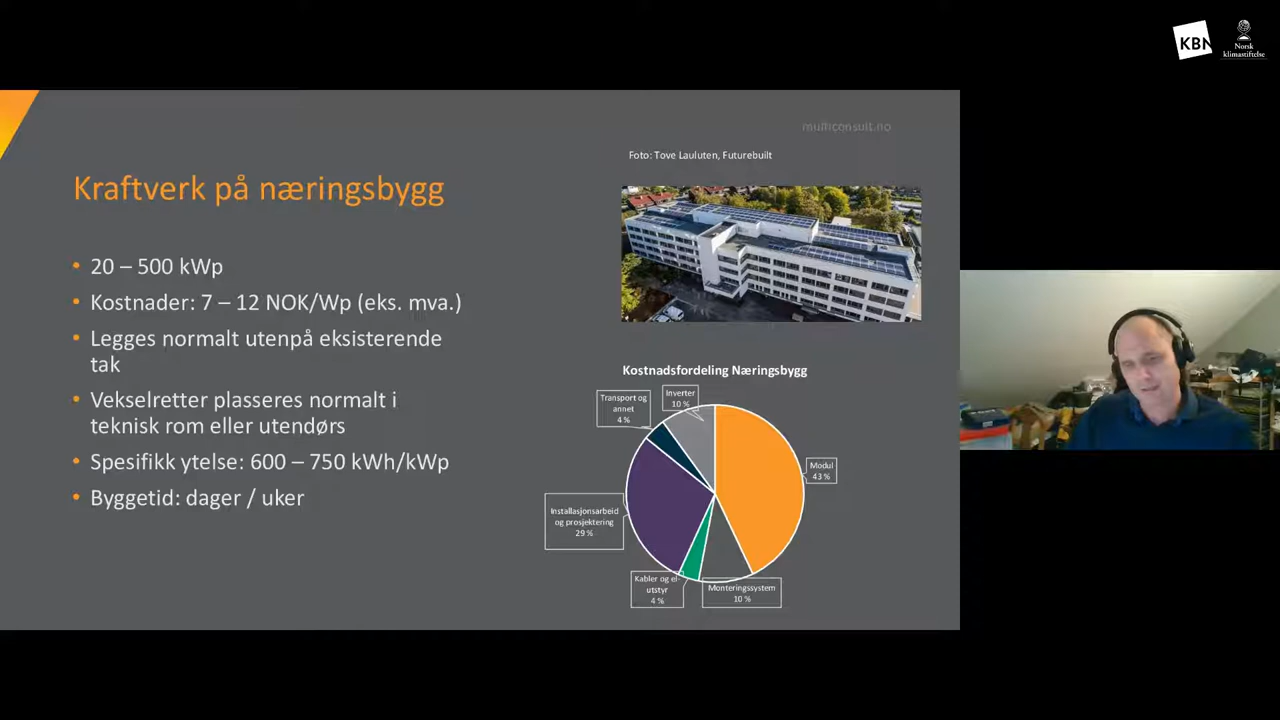 KBN
Norsk
klimastiftelse
multiconsult.no
Foto: Tove Lauluten, Futurebuilt
Kraftverk på næringsbygg
• 20 – 500 kWp
• Kostnader: 7 – 12 NOK/Wp (eks. mva.)
• Legges normalt utenpå eksisterende
tak
• Vekselretter plasseres normalt i
teknisk rom eller utendørs
• Spesifikk ytelse: 600 – 750 kWh/kWp
• Byggetid: dager / uker
Kostnadsfordeling Næringsbygg
Transport og
annet
4 %
Inverter
10 %
Modul
43 %
Installasjonsarbeid
og prosjektering
29 %
Kabler og el-
utstyr
4 %
Monteringssystem
10 %